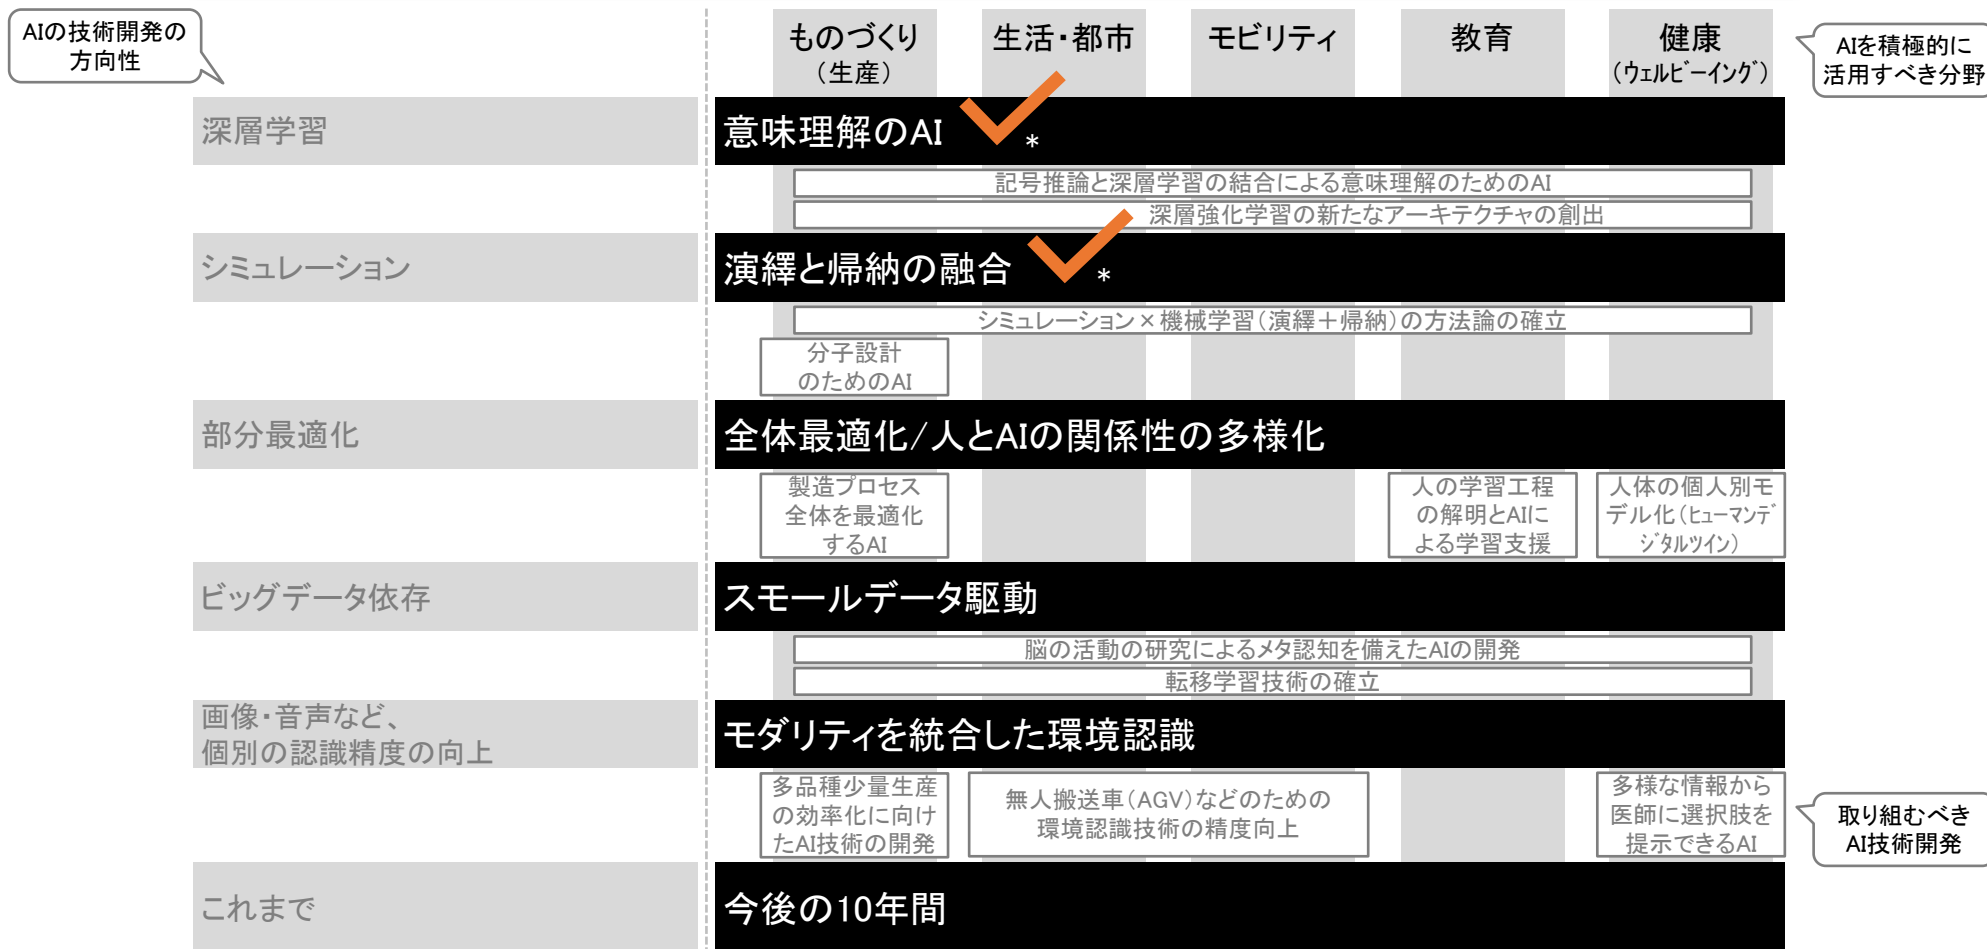 AIの技術開発の
方向性
ものづくり
（生産）
生活・都市
モビリティ
教育
健康
（ｳｪﾙﾋﾞｰｲﾝｸﾞ）
AIを積極的に
活用すべき分野
深層学習
意味理解のAI
*
記号推論と深層学習の結合による意味理解のためのAI
深層強化学習の新たなアーキテクチャの創出
シミュレーション
演繹と帰納の融合
*
シミュレーション×機械学習（演繹＋帰納）の方法論の確立
分子設計
のためのAI
部分最適化
全体最適化/人とAIの関係性の多様化
製造プロセス
全体を最適化
するAI
人の学習工程
の解明とAIに
よる学習支援
人体の個人別モ
デル化（ﾋｭｰﾏﾝﾃﾞ
ｼﾞﾀﾙﾂｲﾝ）
ビッグデータ依存
スモールデータ駆動
脳の活動の研究によるメタ認知を備えたAIの開発
転移学習技術の確立
画像・音声など、
個別の認識精度の向上
モダリティを統合した環境認識
多品種少量生産
の効率化に向け
たAI技術の開発
無人搬送車（AGV）などのための
環境認識技術の精度向上
多様な情報から
医師に選択肢を
提示できるAI
取り組むべき
AI技術開発
これまで
今後の10年間